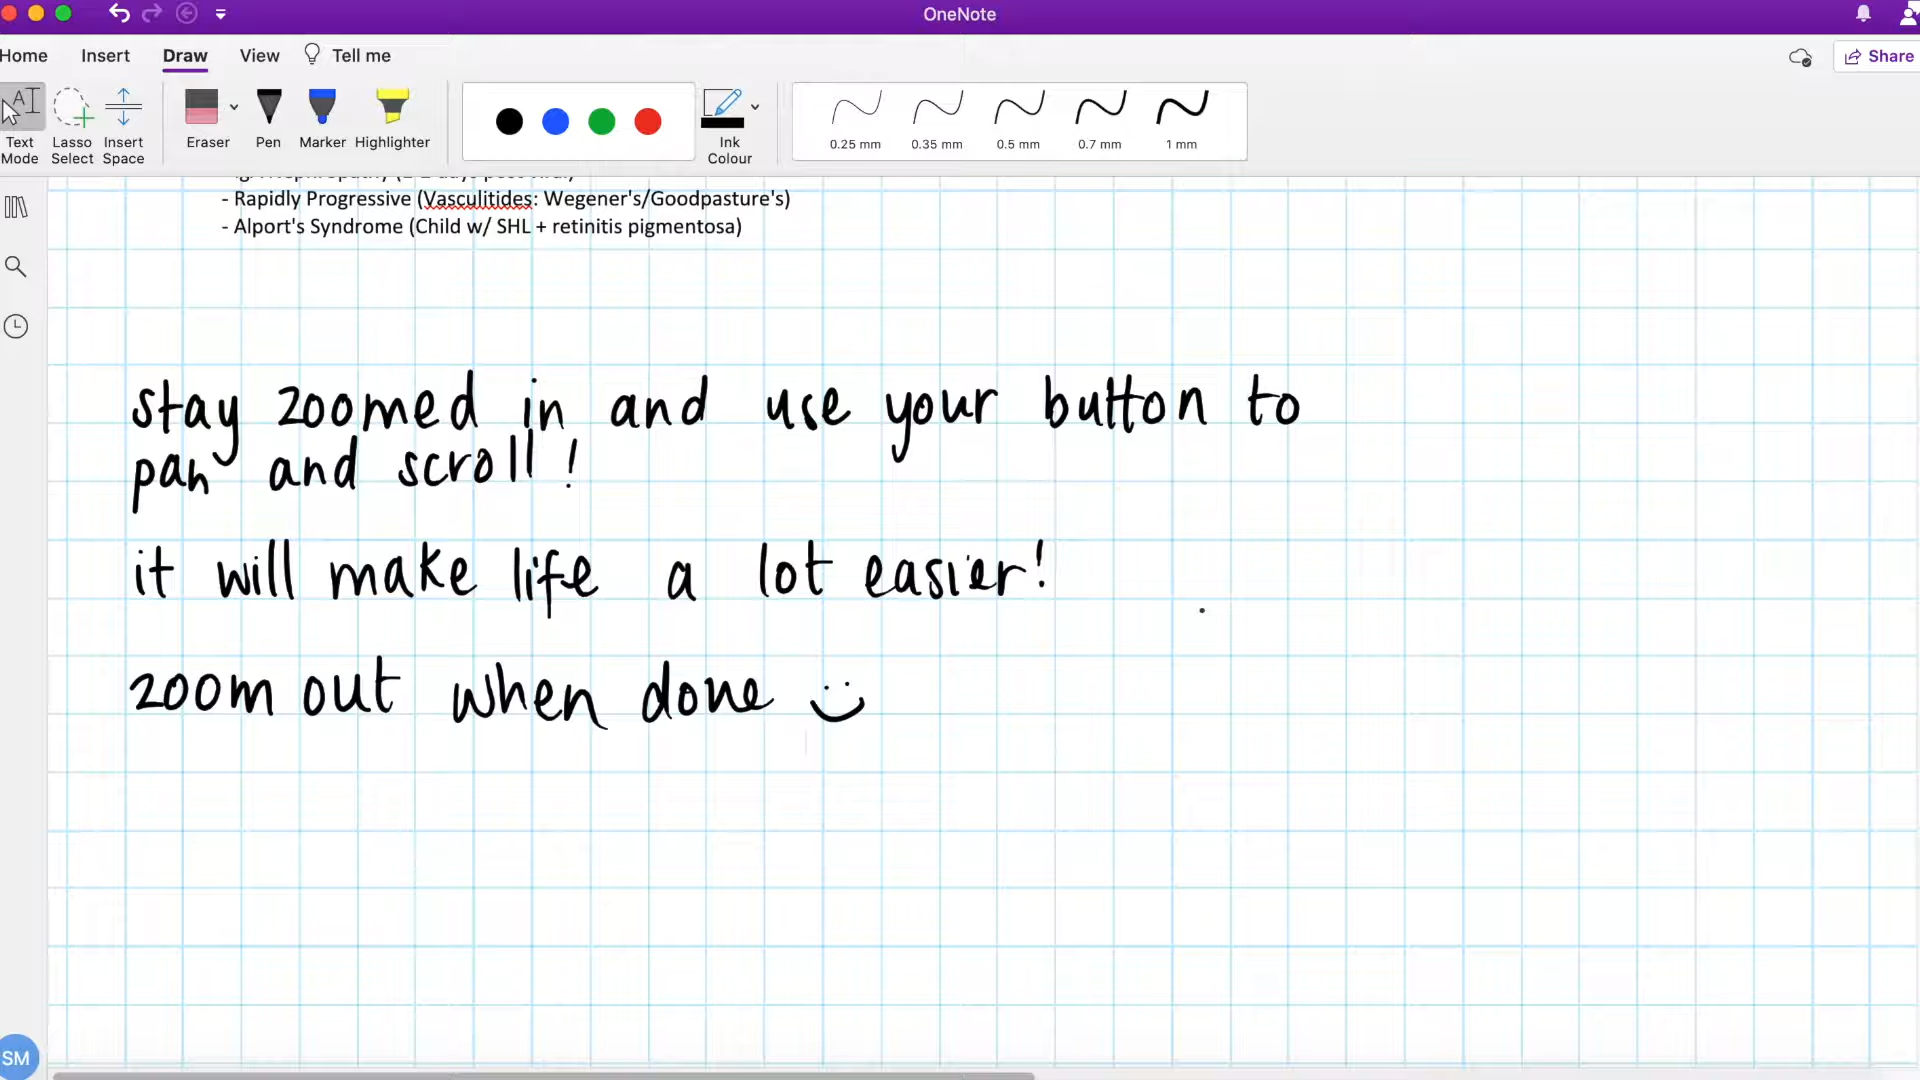 OneNote
Home Insert Draw View Tell me Share
Text Mode Lasso Select Insert Space Eraser Pen Marker Highlighter Ink Colour 0.25 mm 0.35 mm 0.5 mm 0.7 mm 1 mm
- Rapidly Progressive (Vasculitides: Wegener's/Goodpasture's)
- Alport's Syndrome (Child w/ SHL + retinitis pigmentosa)
stay zoomed in and use your button to
pan and scroll!
it will make life a lot easier!
zoom out when done
SM